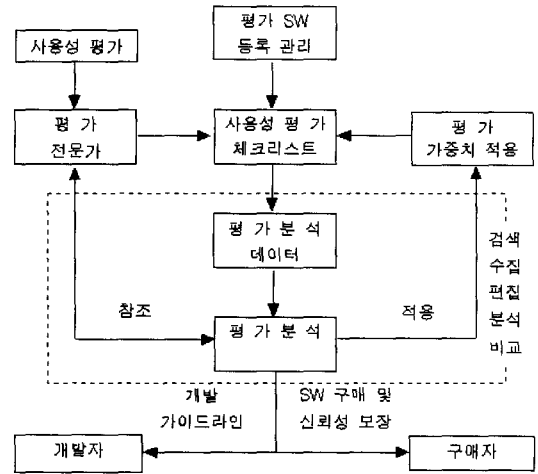 평가 SW
등록 관리
사용성 평가
평 가
전문가
사용성 평가
체크리스트
평 가
가중치 적용
평 가 분 석
데이터
검색
수집
편집
분석
비교
참조
적용
평 가 분 석
개발
가이드라인
SW 구매 및
신뢰성 보장
개발자
구매자